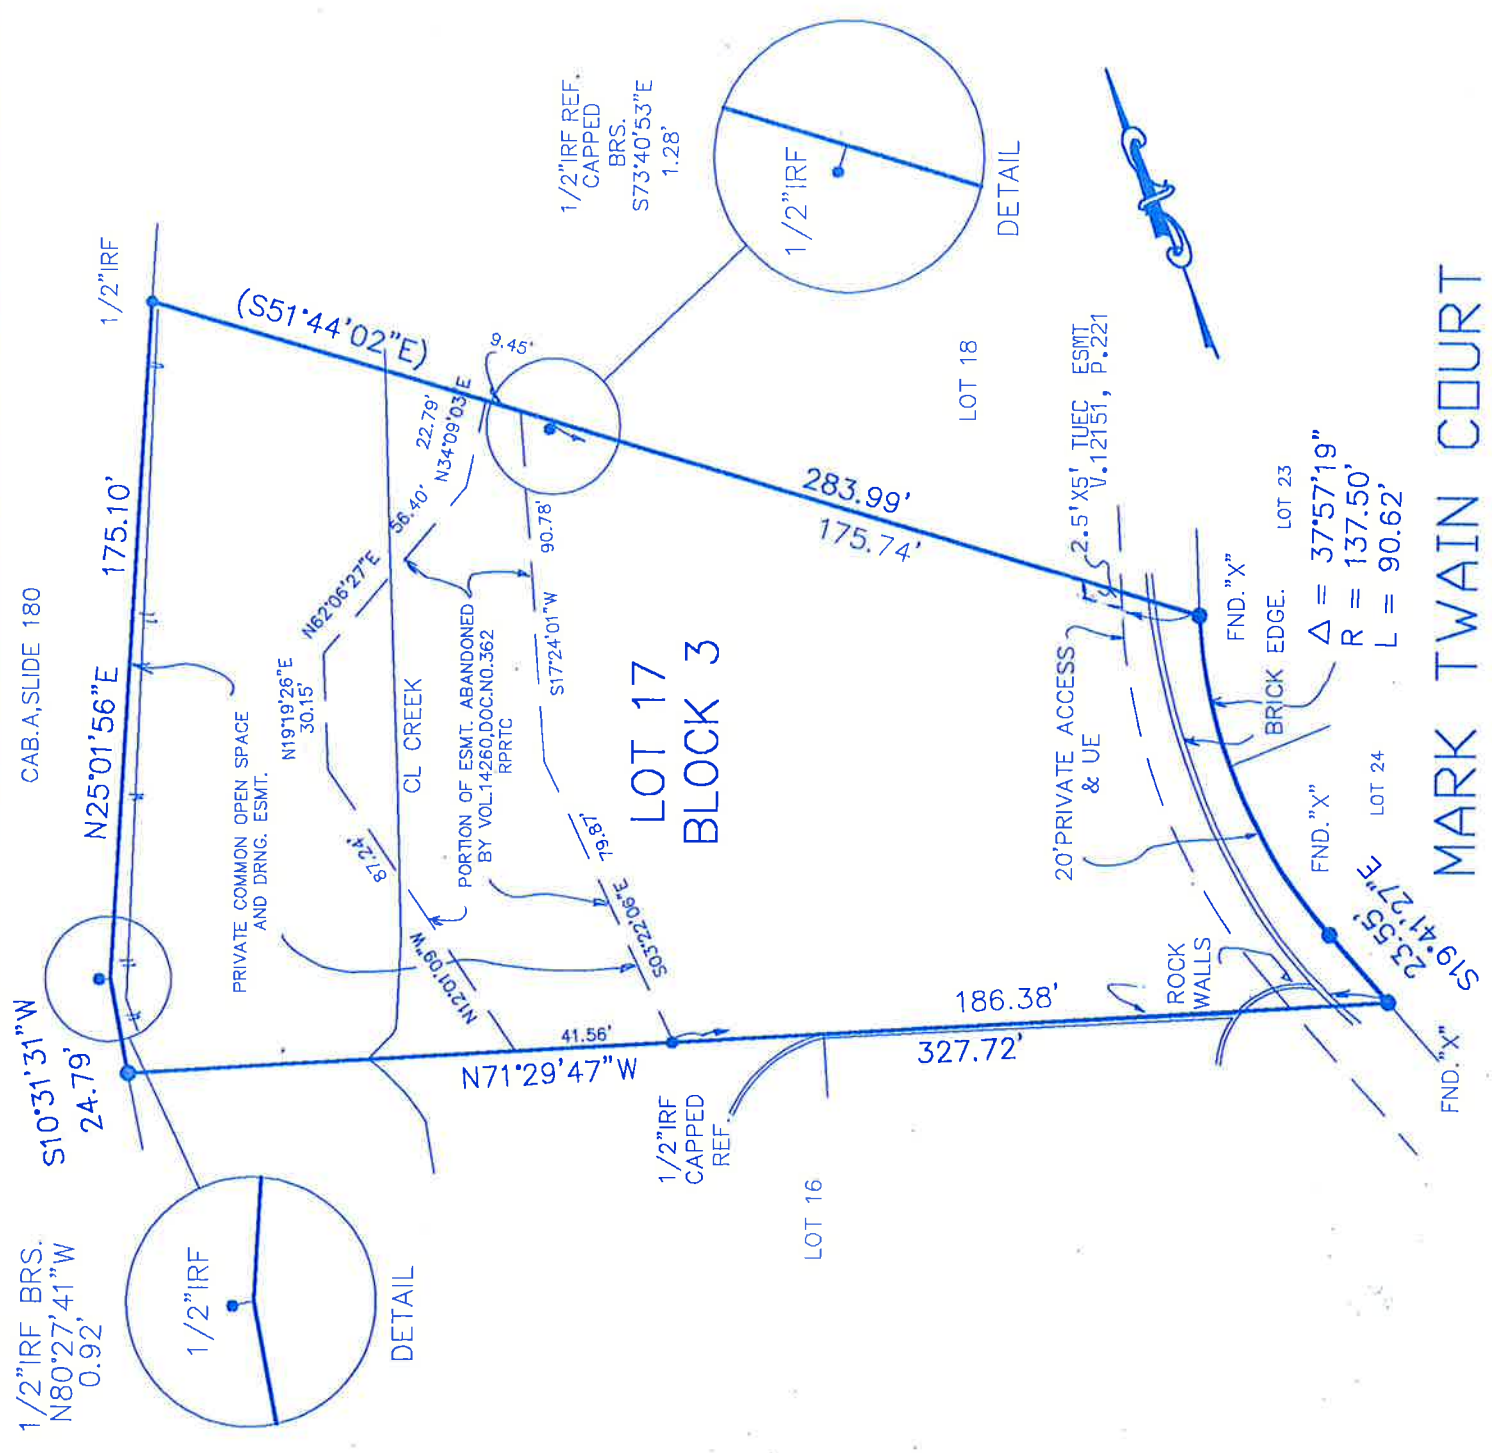 CAB.A,SLIDE 180
1/2"IRF BRS.
N80°27'41"W
0.92'
S10°31'31"W
24.79'
N25°01'56"E
175.10'
1/2"IRF
(S51°44'02"E)
1/2"IRF REF.
CAPPED
BRS.
S73°40'53"E
1.28'
1/2"IRF
DETAIL
1/2"IRF
DETAIL
PRIVATE COMMON OPEN SPACE
AND DRNG. ESMT.
N19°19'26"E
30.15'
N62°06'27"E
56.40'
22.79'
N34°09'03"E
9.45'
87.24'
N12°01'09"W
CL CREEK
PORTION OF ESMT. ABANDONED
BY VOL.14260,DOC.NO.362
RPRTC
90.78'
S17°24'01"W
79.87'
S03°22'06"E
41.56'
N71°29'47"W
LOT 17
BLOCK 3
283.99'
175.74'
LOT 18
2.5'X5' TUEC ESMT
V.12151, P.221
20'PRIVATE ACCESS
& UE
186.38'
327.72'
1/2"IRF
CAPPED
REF.
LOT 16
ROCK
WALLS
BRICK EDGE.
FND."X"
LOT 23
Δ = 37°57'19"
R = 137.50'
L = 90.62'
FND."X"
LOT 24
23.55'
S19°41'27"E
FND."X"
MARK TWAIN COURT